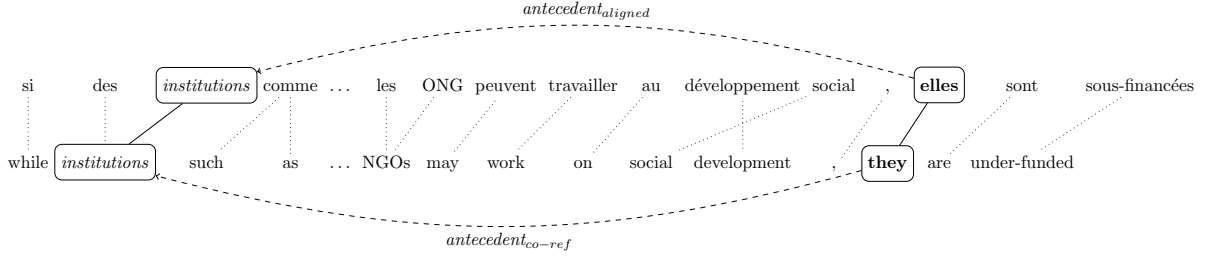 antecedent_aligned
si des institutions comme ... les ONG peuvent travailler au développement social , elles sont sous-financées
while institutions such as ... NGOs may work on social development , they are under-funded
antecedent_co−ref